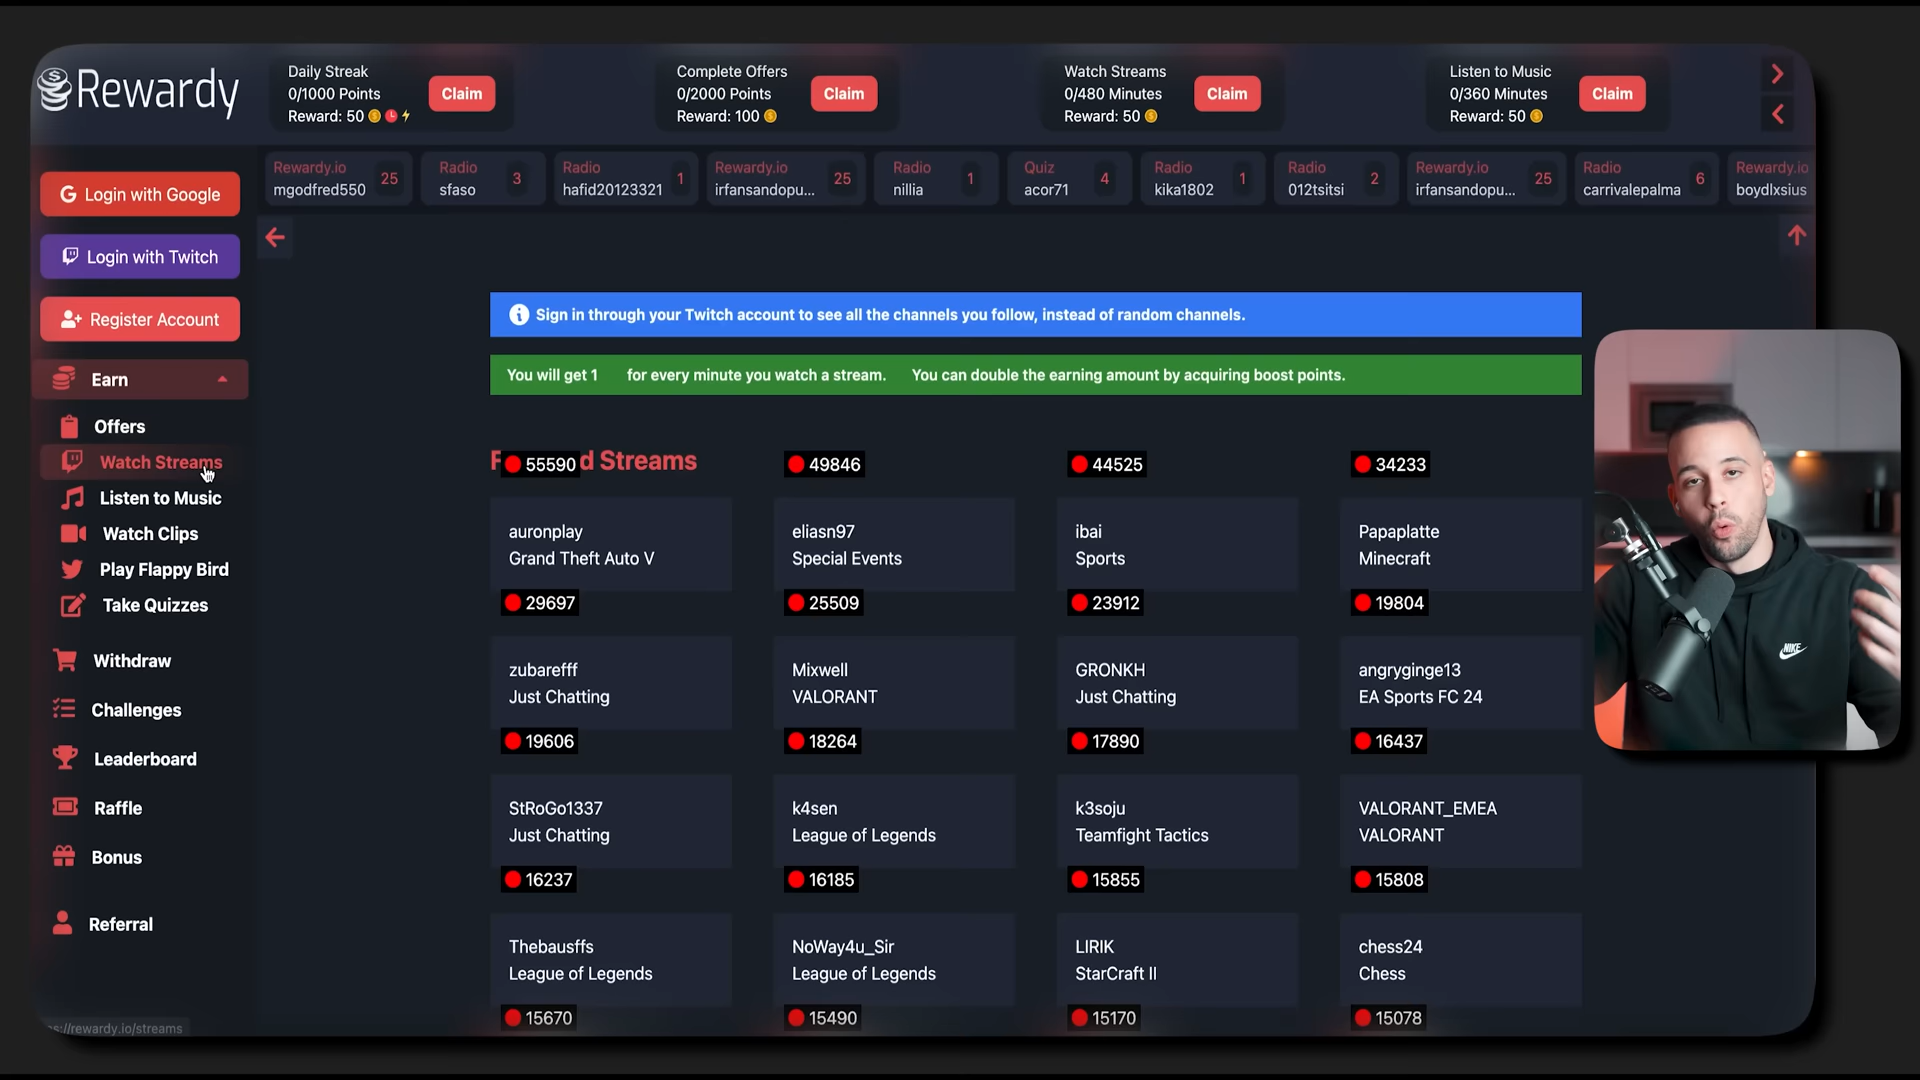 Rewardy
Daily Streak
0/1000 Points
Reward: 50
Claim
Complete Offers
0/2000 Points
Reward: 100
Claim
Watch Streams
0/480 Minutes
Reward: 50
Claim
Listen to Music
0/360 Minutes
Reward: 50
Claim
Rewardy.io
mgodfred550
25
Radio
sfaso
3
Radio
hafid20123321
1
Rewardy.io
irfansandopu...
25
Radio
nillia
1
Quiz
acor71
4
Radio
kika1802
1
Radio
012tsitsi
2
Rewardy.io
irfansandopu...
25
Radio
carrivalepalma
6
Rewardy.io
boydlxsius
Login with Google
Login with Twitch
Register Account
Earn
Offers
Watch Streams
Listen to Music
Watch Clips
Play Flappy Bird
Take Quizzes
Withdraw
Challenges
Leaderboard
Raffle
Bonus
Referral
s://rewardy.io/streams
Sign in through your Twitch account to see all the channels you follow, instead of random channels.
You will get 1 for every minute you watch a stream. You can double the earning amount by acquiring boost points.
F d Streams
55590
49846
44525
34233
auronplay
Grand Theft Auto V
eliasn97
Special Events
ibai
Sports
Papaplatte
Minecraft
29697
25509
23912
19804
zubarefff
Just Chatting
Mixwell
VALORANT
GRONKH
Just Chatting
angryginge13
EA Sports FC 24
19606
18264
17890
16437
StRoGo1337
Just Chatting
k4sen
League of Legends
k3soju
Teamfight Tactics
VALORANT_EMEA
VALORANT
16237
16185
15855
15808
Thebausffs
League of Legends
NoWay4u_Sir
League of Legends
LIRIK
StarCraft II
chess24
Chess
15670
15490
15170
15078
NIKE